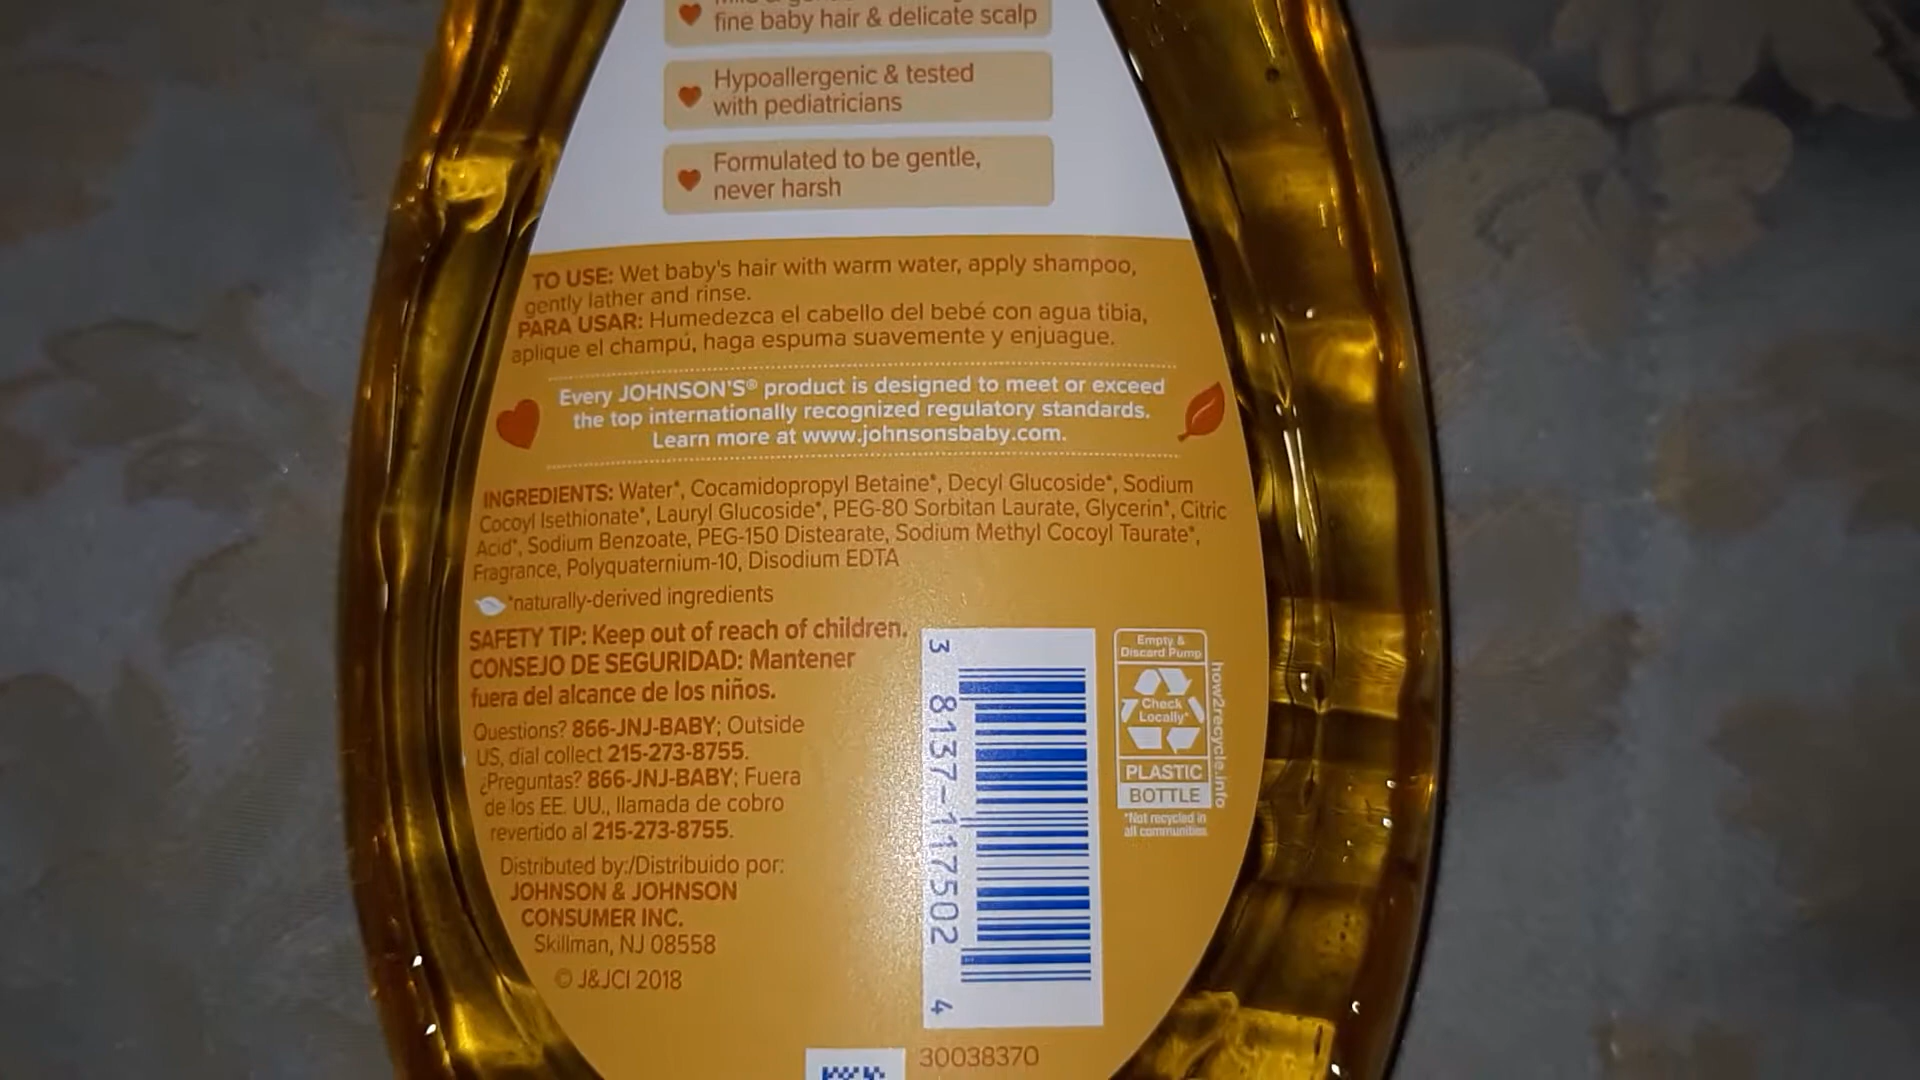 fine baby hair & delicate scalp
Hypoallergenic & tested
with pediatricians
Formulated to be gentle,
never harsh
TO USE: Wet baby's hair with warm water, apply shampoo,
gently lather and rinse.
PARA USAR: Humedezca el cabello del bebé con agua tibia,
aplique el champú, haga espuma suavemente y enjuague.
Every JOHNSON'S® product is designed to meet or exceed
the top internationally recognized regulatory standards.
Learn more at www.johnsonsbaby.com.
INGREDIENTS: Water*, Cocamidopropyl Betaine*, Decyl Glucoside*, Sodium
Cocoyl Isethionate*, Lauryl Glucoside*, PEG-80 Sorbitan Laurate, Glycerin*, Citric
Acid*, Sodium Benzoate, PEG-150 Distearate, Sodium Methyl Cocoyl Taurate*,
Fragrance, Polyquaternium-10, Disodium EDTA
*naturally-derived ingredients
SAFETY TIP: Keep out of reach of children.
CONSEJO DE SEGURIDAD: Mantener
fuera del alcance de los niños.
Questions? 866-JNJ-BABY; Outside
US, dial collect 215-273-8755.
¿Preguntas? 866-JNJ-BABY; Fuera
de los EE. UU., llamada de cobro
revertido al 215-273-8755.
Distributed by:/Distribuido por:
JOHNSON & JOHNSON
CONSUMER INC.
Skillman, NJ 08558
© J&JCI 2018
3 8137-117502 4
Empty &
Discard Pump
Check
Locally*
PLASTIC
BOTTLE
*Not recycled in
all communities
how2recycle.info
30038370